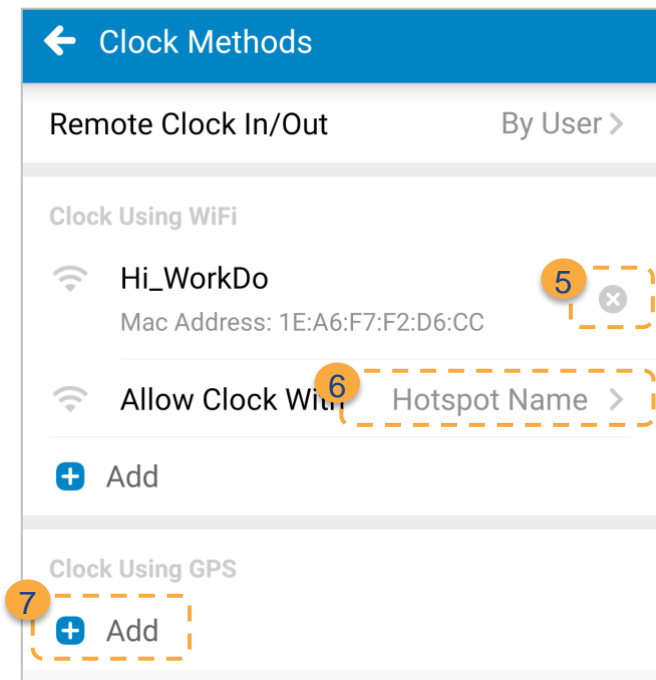 Clock Methods
Remote Clock In/Out By User
Clock Using WiFi
Hi_WorkDo
5
Mac Address: 1E:A6:F7:F2:D6:CC
6
Allow Clock With Hotspot Name
Add
Clock Using GPS
7
Add